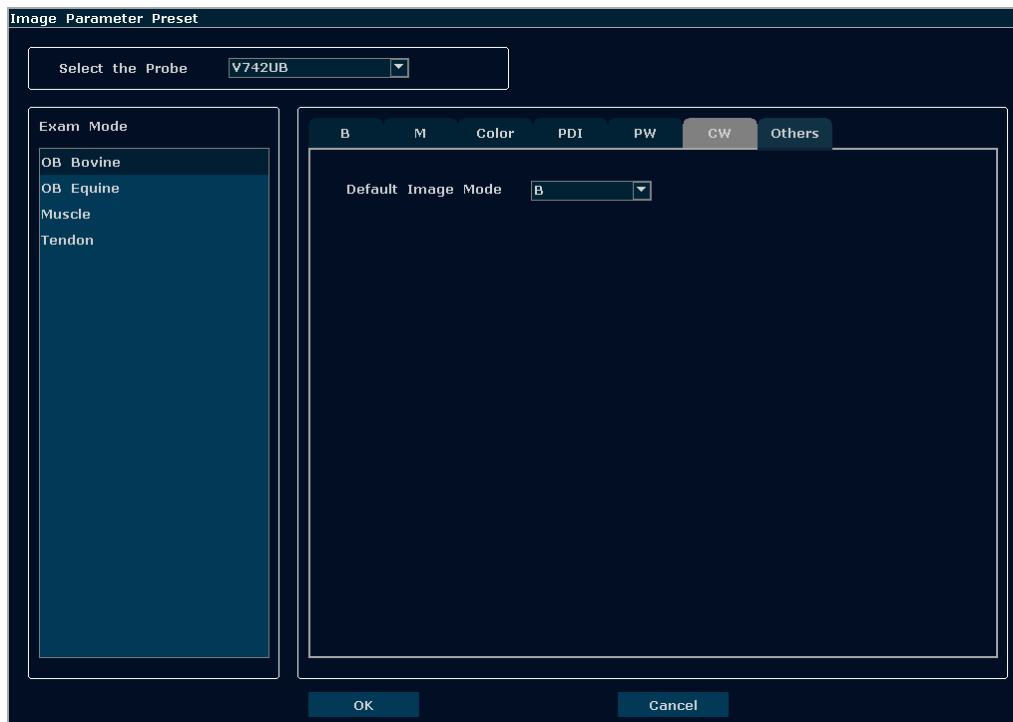 Image Parameter Preset
Select the Probe V742UB
Exam Mode
OB Bovine
OB Equine
Muscle
Tendon
B M Color PDI PW CW Others
Default Image Mode B
OK Cancel